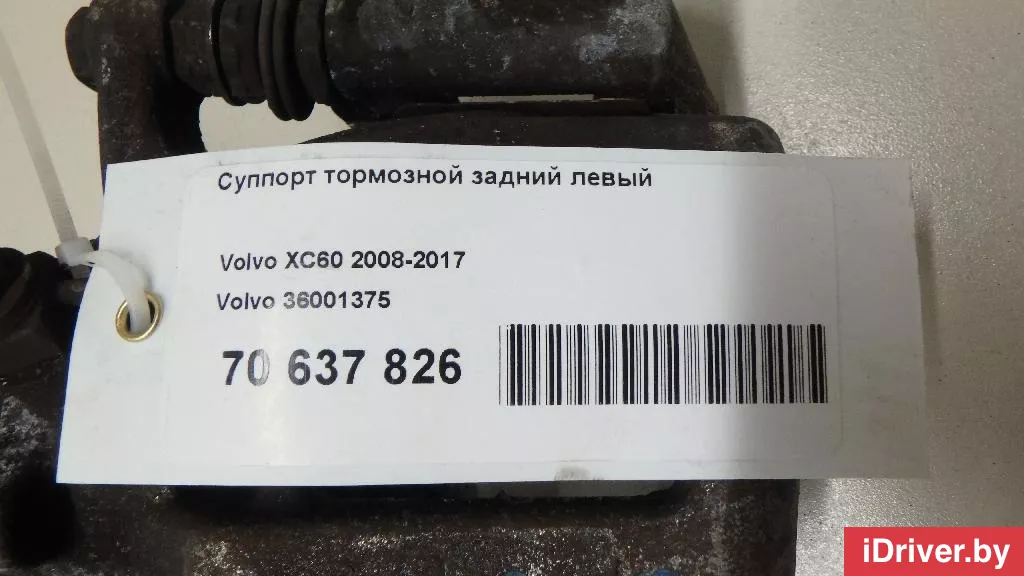 Суппорт тормозной задний левый
Volvo XC60 2008-2017
Volvo 36001375
70 637 826
iDriver.by